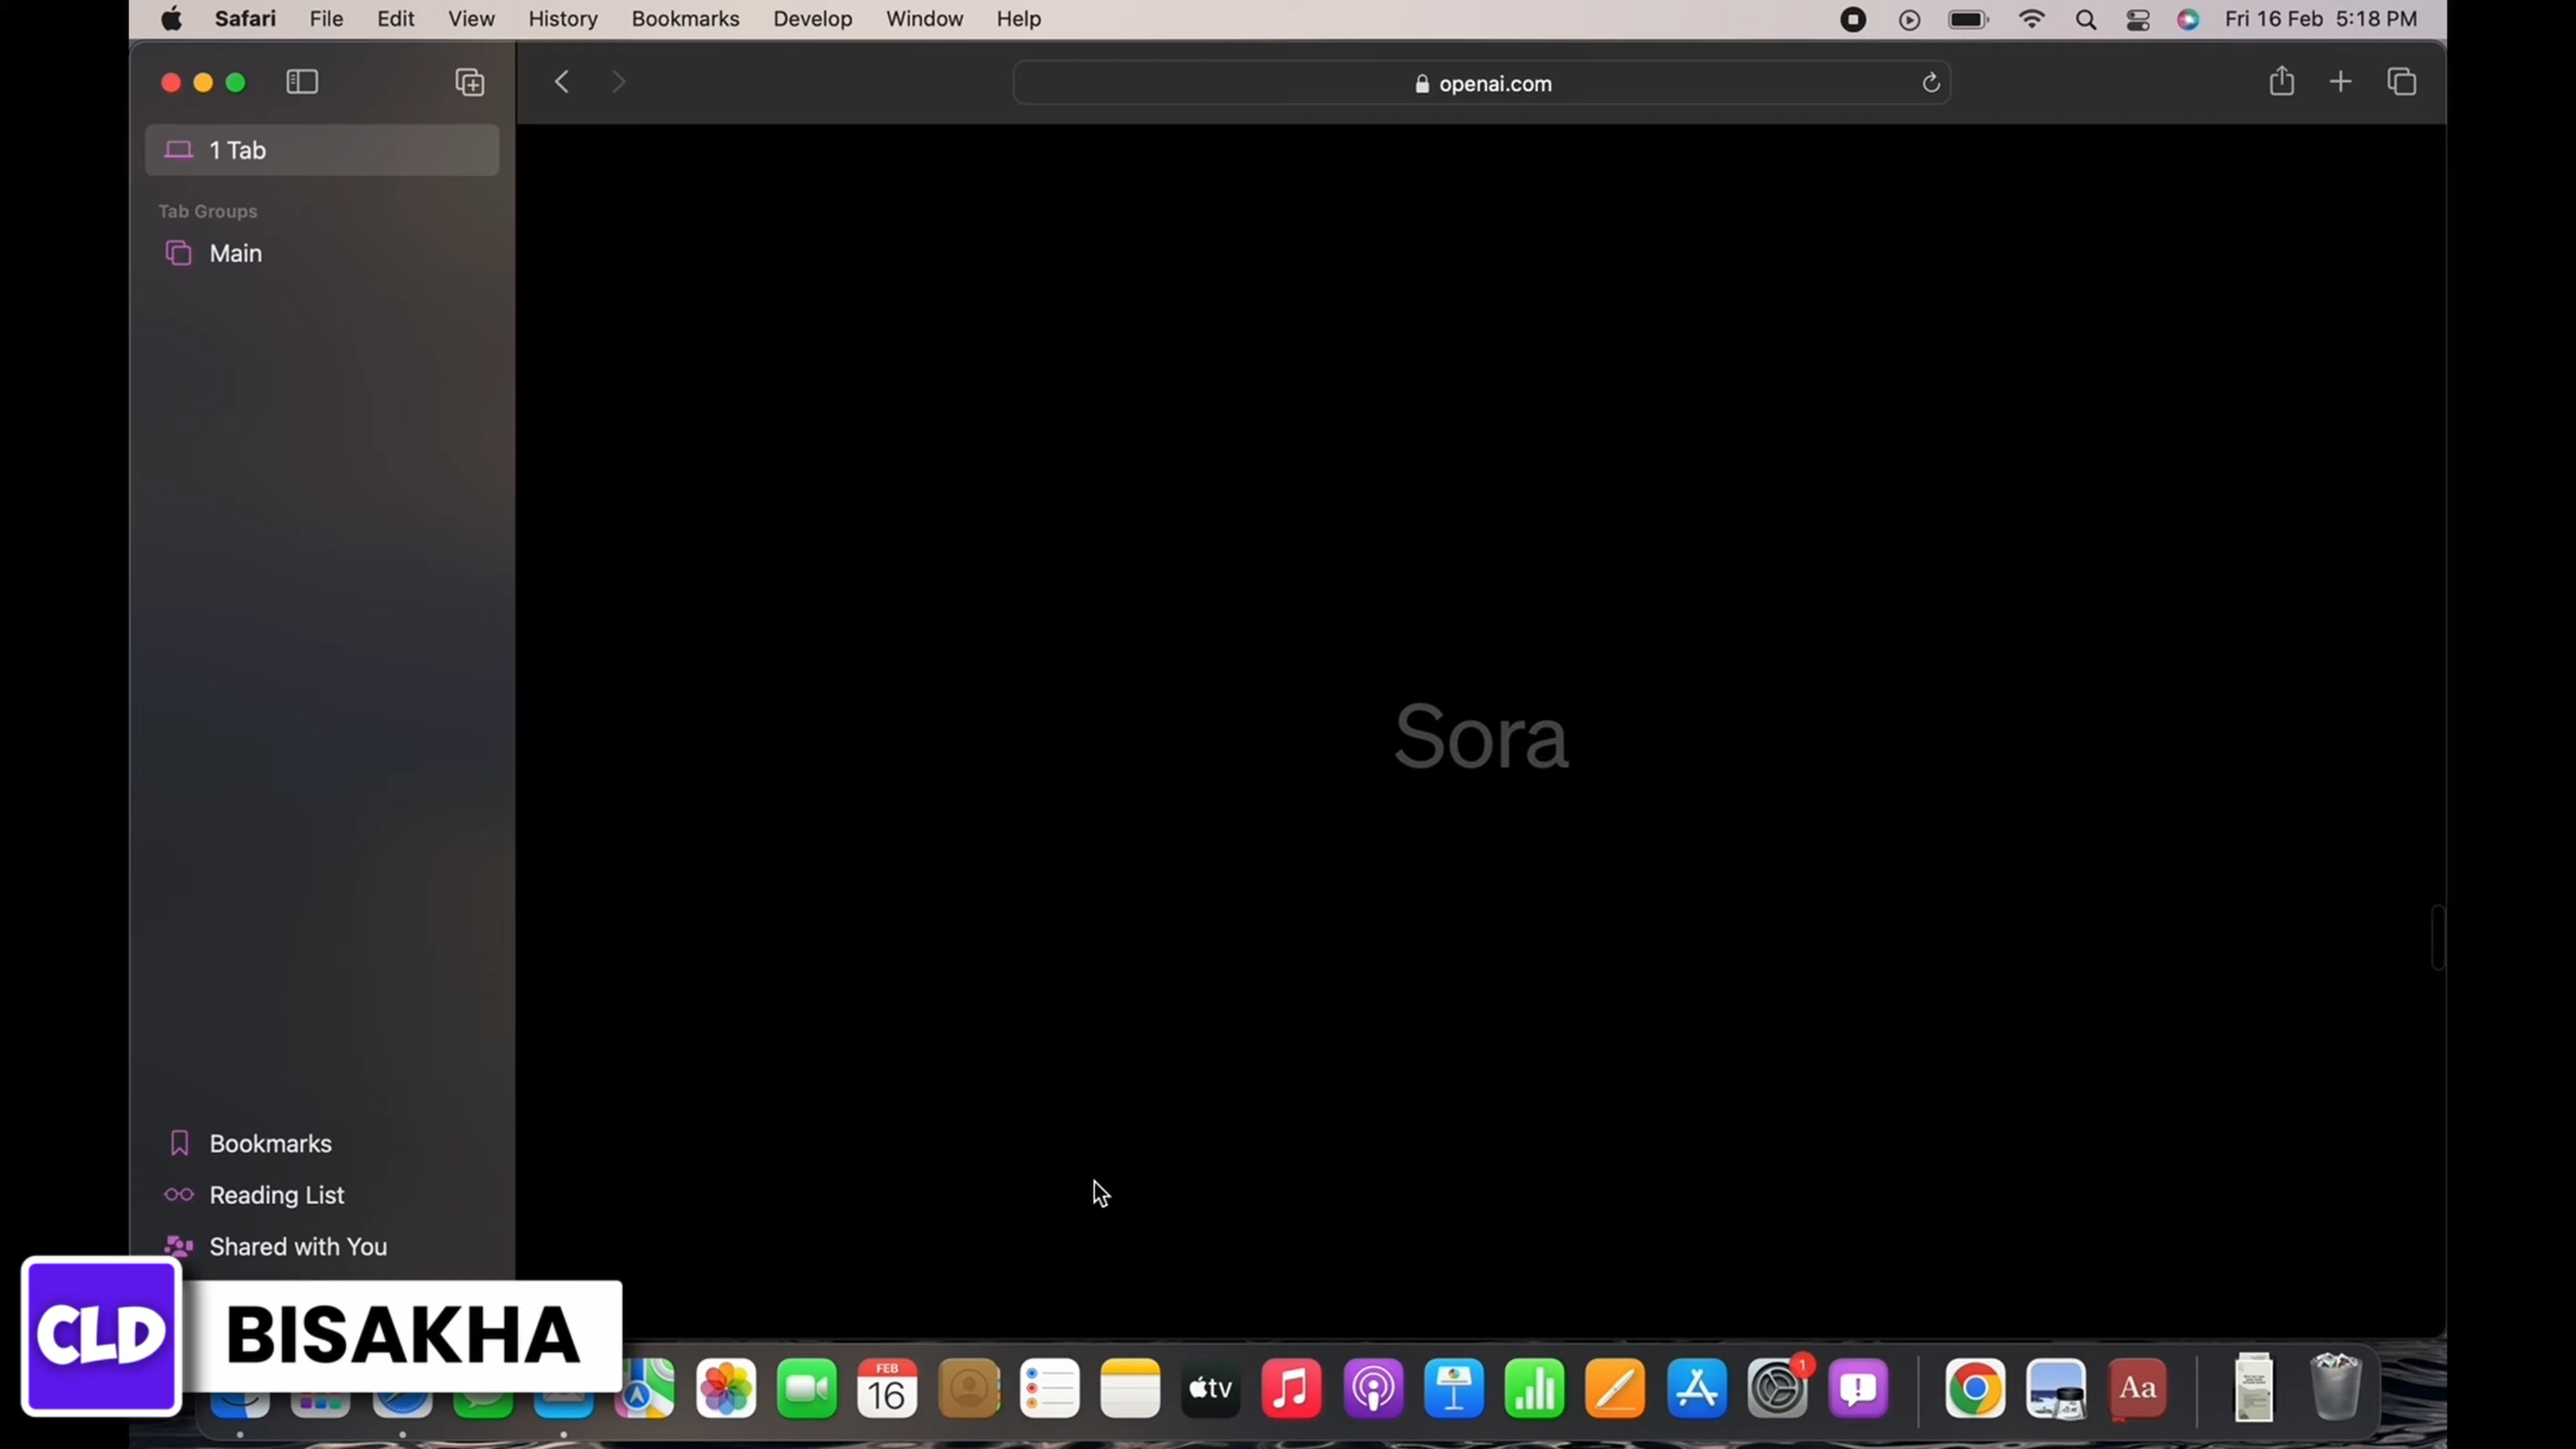 Safari File Edit View History Bookmarks Develop Window Help Fri 16 Feb 5:18 PM
openai.com
1 Tab
Tab Groups
Main
Sora
Bookmarks
Reading List
Shared with You
CLD BISAKHA
FEB
16
tv
1
Aa